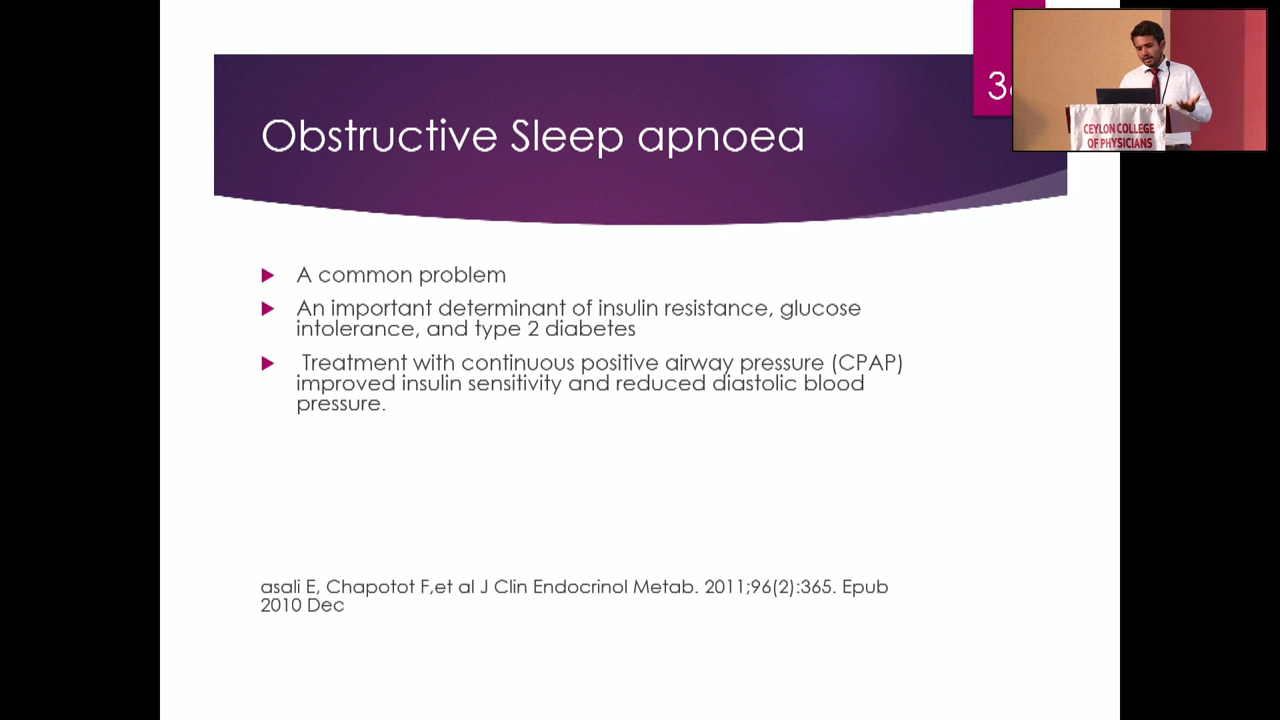 Obstructive Sleep apnoea
CEYLON COLLEGE
OF PHYSICIANS
A common problem
An important determinant of insulin resistance, glucose
intolerance, and type 2 diabetes
Treatment with continuous positive airway pressure (CPAP)
improved insulin sensitivity and reduced diastolic blood
pressure.
asali E, Chapotot F,et al J Clin Endocrinol Metab. 2011;96(2):365. Epub
2010 Dec